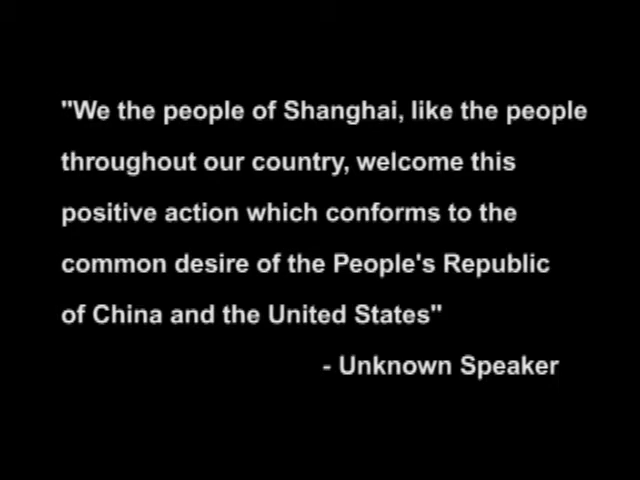 "We the people of Shanghai, like the people
throughout our country, welcome this
positive action which conforms to the
common desire of the People's Republic
of China and the United States"
- Unknown Speaker